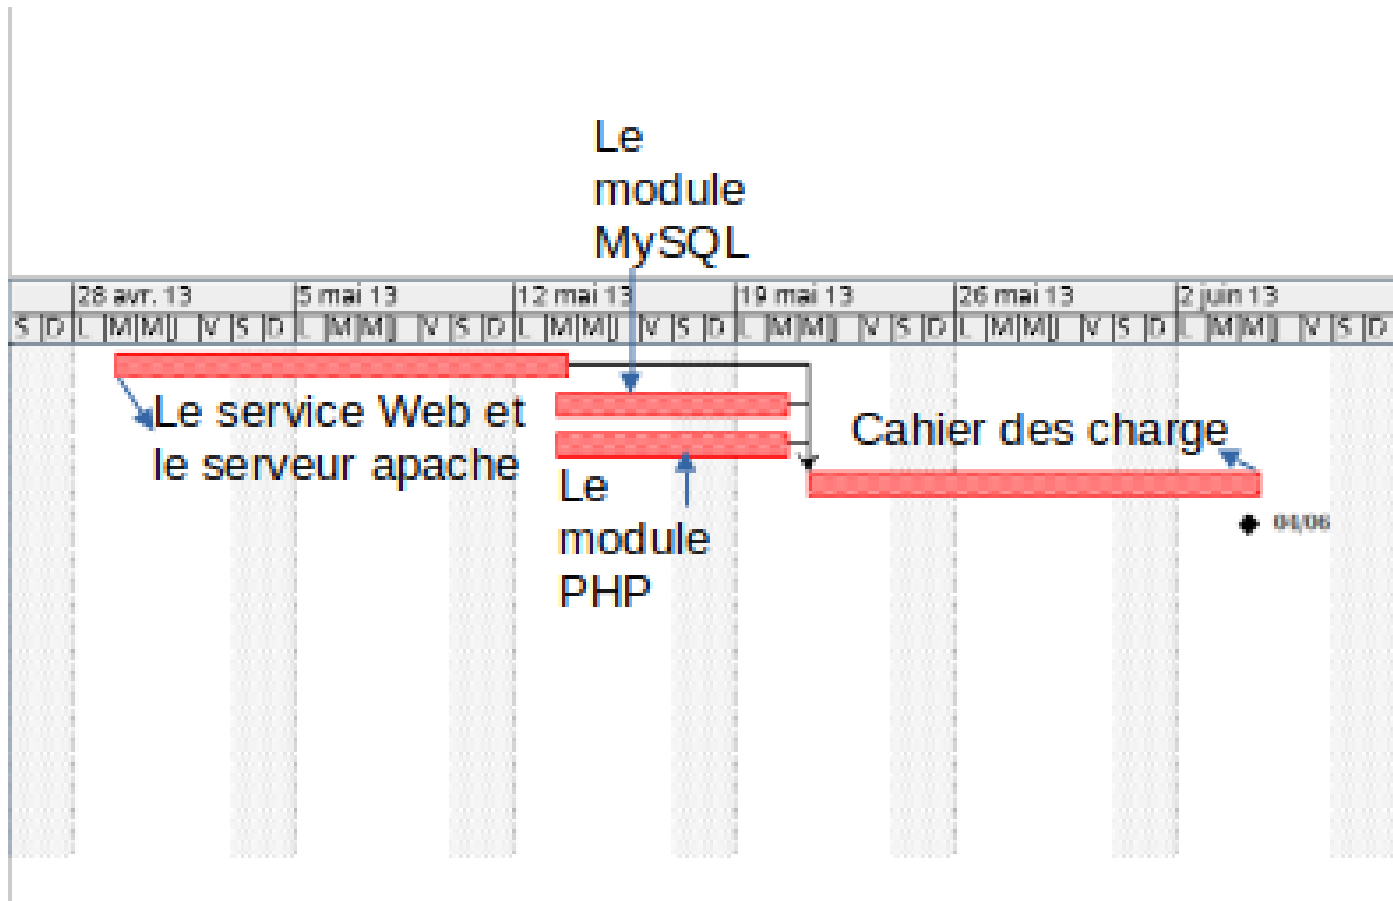 Le
module
MySQL
28 avr. 13 5 mai 13 12 mai 13 19 mai 13 26 mai 13 2 juin 13
S D L M M J V S D L M M J V S D L M M J V S D L M M J V S D L M M J V S D L M M J V S D
Le service Web et
le serveur apache
Cahier des charge
Le
module
PHP
04/06